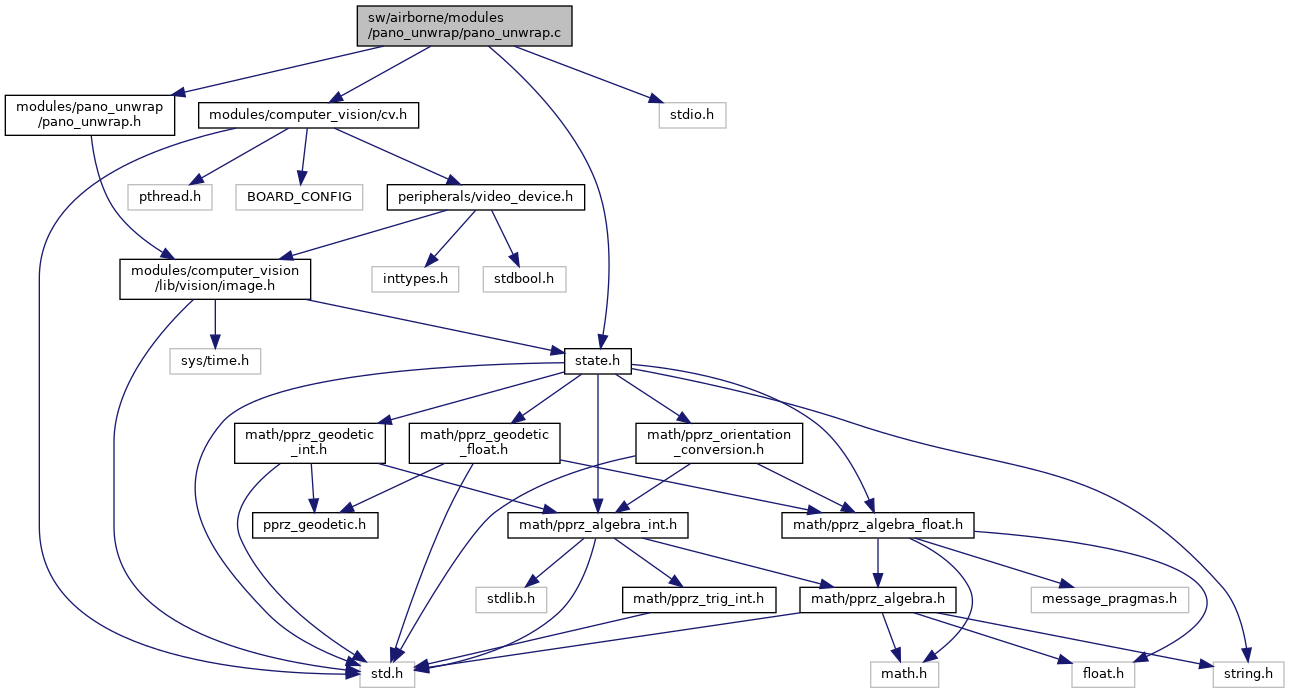 sw/airborne/modules
/pano_unwrap/pano_unwrap.c
modules/pano_unwrap
/pano_unwrap.h
modules/computer_vision/cv.h
stdio.h
pthread.h
BOARD_CONFIG
peripherals/video_device.h
modules/computer_vision
/lib/vision/image.h
inttypes.h
stdbool.h
sys/time.h
state.h
math/pprz_geodetic
_int.h
math/pprz_geodetic
_float.h
math/pprz_orientation
_conversion.h
pprz_geodetic.h
math/pprz_algebra_int.h
math/pprz_algebra_float.h
stdlib.h
math/pprz_trig_int.h
math/pprz_algebra.h
message_pragmas.h
std.h
math.h
float.h
string.h